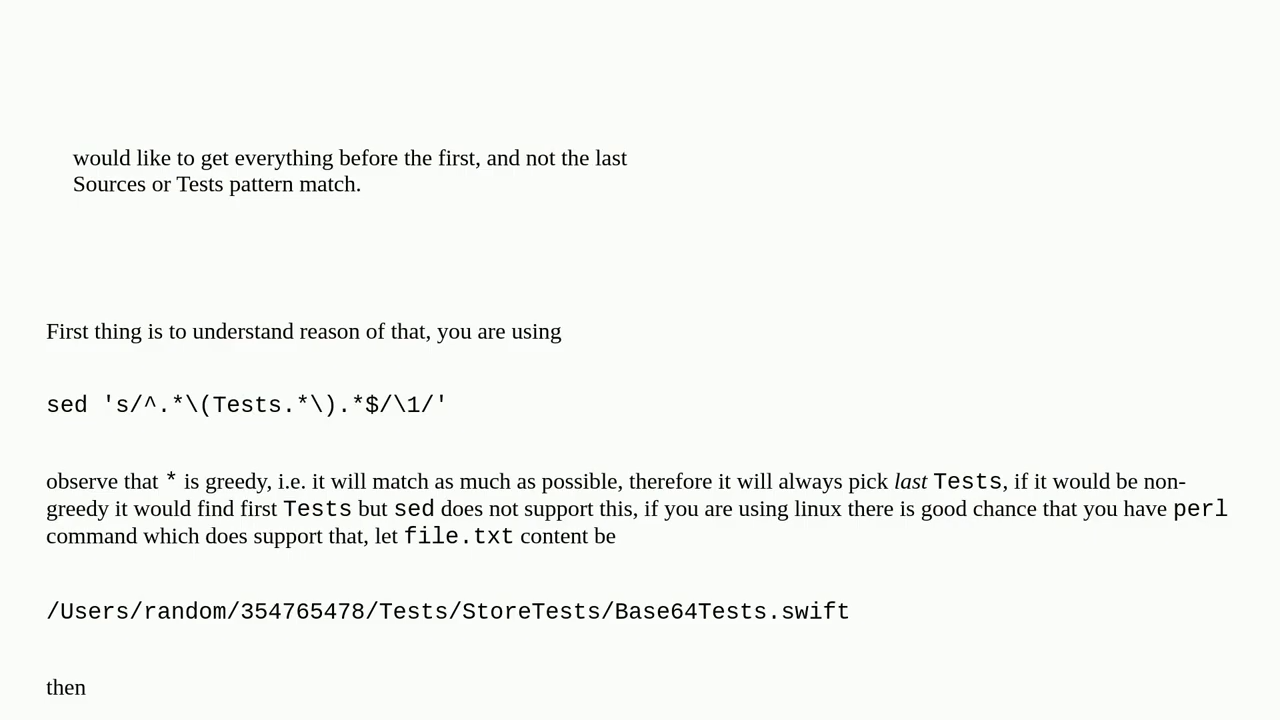 would like to get everything before the first, and not the last
Sources or Tests pattern match.
First thing is to understand reason of that, you are using
sed 's/^.*\(Tests.*\).*$/\1/'
observe that * is greedy, i.e. it will match as much as possible, therefore it will always pick last Tests, if it would be non-
greedy it would find first Tests but sed does not support this, if you are using linux there is good chance that you have perl
command which does support that, let file.txt content be
/Users/random/354765478/Tests/StoreTests/Base64Tests.swift
then